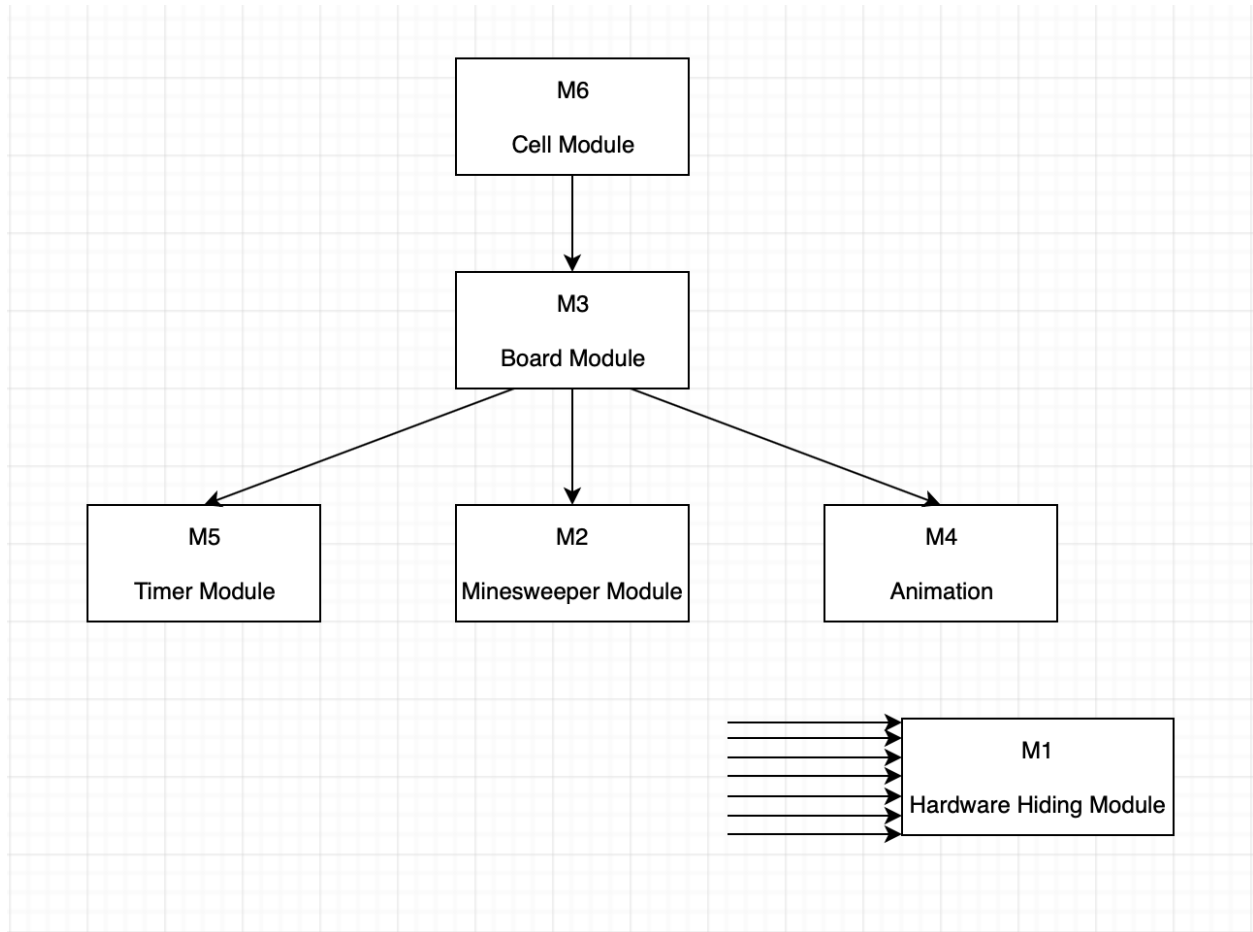 M6
Cell Module
M3
Board Module
M5
Timer Module
M2
Minesweeper Module
M4
Animation
M1
Hardware Hiding Module